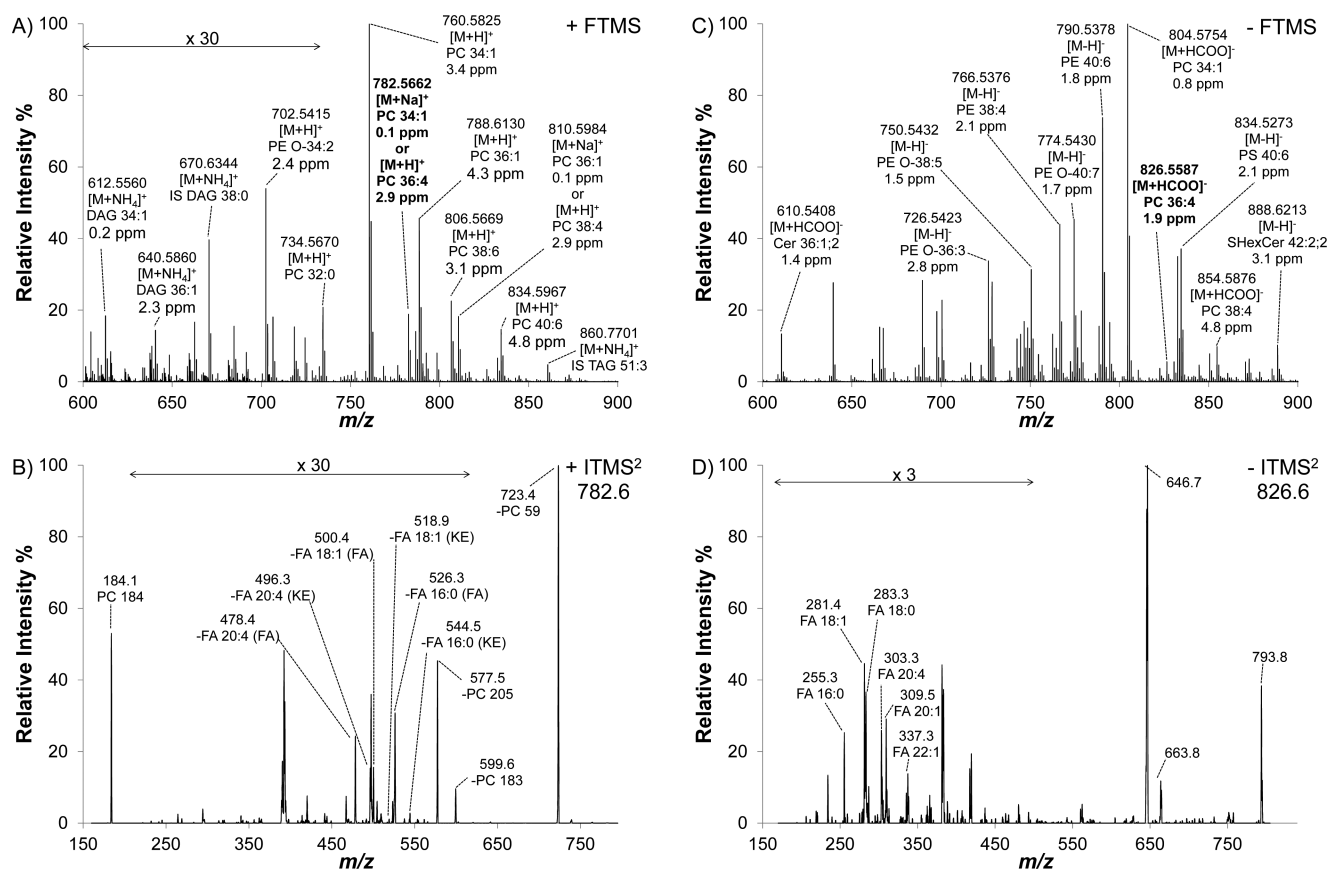 A)
+ FTMS
Relative Intensity %
100
80
60
40
20
0
x 30
612.5560
[M+NH₄]⁺
DAG 34:1
0.2 ppm
640.5860
[M+NH₄]⁺
DAG 36:1
2.3 ppm
670.6344
[M+NH₄]⁺
IS DAG 38:0
702.5415
[M+H]⁺
PE O-34:2
2.4 ppm
734.5670
[M+H]⁺
PC 32:0
760.5825
[M+H]⁺
PC 34:1
3.4 ppm
782.5662
[M+Na]⁺
PC 34:1
0.1 ppm
or
[M+H]⁺
PC 36:4
2.9 ppm
788.6130
[M+H]⁺
PC 36:1
4.3 ppm
806.5669
[M+H]⁺
PC 38:6
3.1 ppm
810.5984
[M+Na]⁺
PC 36:1
0.1 ppm
or
[M+H]⁺
PC 38:4
2.9 ppm
834.5967
[M+H]⁺
PC 40:6
4.8 ppm
860.7701
[M+NH₄]⁺
IS TAG 51:3
600 650 700 750 800 850 900
m/z
C)
- FTMS
Relative Intensity %
100
80
60
40
20
0
610.5408
[M+HCOO]⁻
Cer 36:1;2
1.4 ppm
726.5423
[M-H]⁻
PE O-36:3
2.8 ppm
750.5432
[M-H]⁻
PE O-38:5
1.5 ppm
766.5376
[M-H]⁻
PE 38:4
2.1 ppm
774.5430
[M-H]⁻
PE O-40:7
1.7 ppm
790.5378
[M-H]⁻
PE 40:6
1.8 ppm
804.5754
[M+HCOO]⁻
PC 34:1
0.8 ppm
826.5587
[M+HCOO]⁻
PC 36:4
1.9 ppm
834.5273
[M-H]⁻
PS 40:6
2.1 ppm
854.5876
[M+HCOO]⁻
PC 38:4
4.8 ppm
888.6213
[M-H]⁻
SHexCer 42:2;2
3.1 ppm
600 650 700 750 800 850 900
m/z
B)
+ ITMS²
782.6
Relative Intensity %
100
80
60
40
20
0
x 30
184.1
PC 184
478.4
-FA 20:4 (FA)
496.3
-FA 20:4 (KE)
500.4
-FA 18:1 (FA)
518.9
-FA 18:1 (KE)
526.3
-FA 16:0 (FA)
544.5
-FA 16:0 (KE)
577.5
-PC 205
599.6
-PC 183
723.4
-PC 59
150 250 350 450 550 650 750
m/z
D)
- ITMS²
826.6
Relative Intensity %
100
80
60
40
20
0
x 3
255.3
FA 16:0
281.4
FA 18:1
283.3
FA 18:0
303.3
FA 20:4
309.5
FA 20:1
337.3
FA 22:1
646.7
663.8
793.8
150 250 350 450 550 650 750
m/z